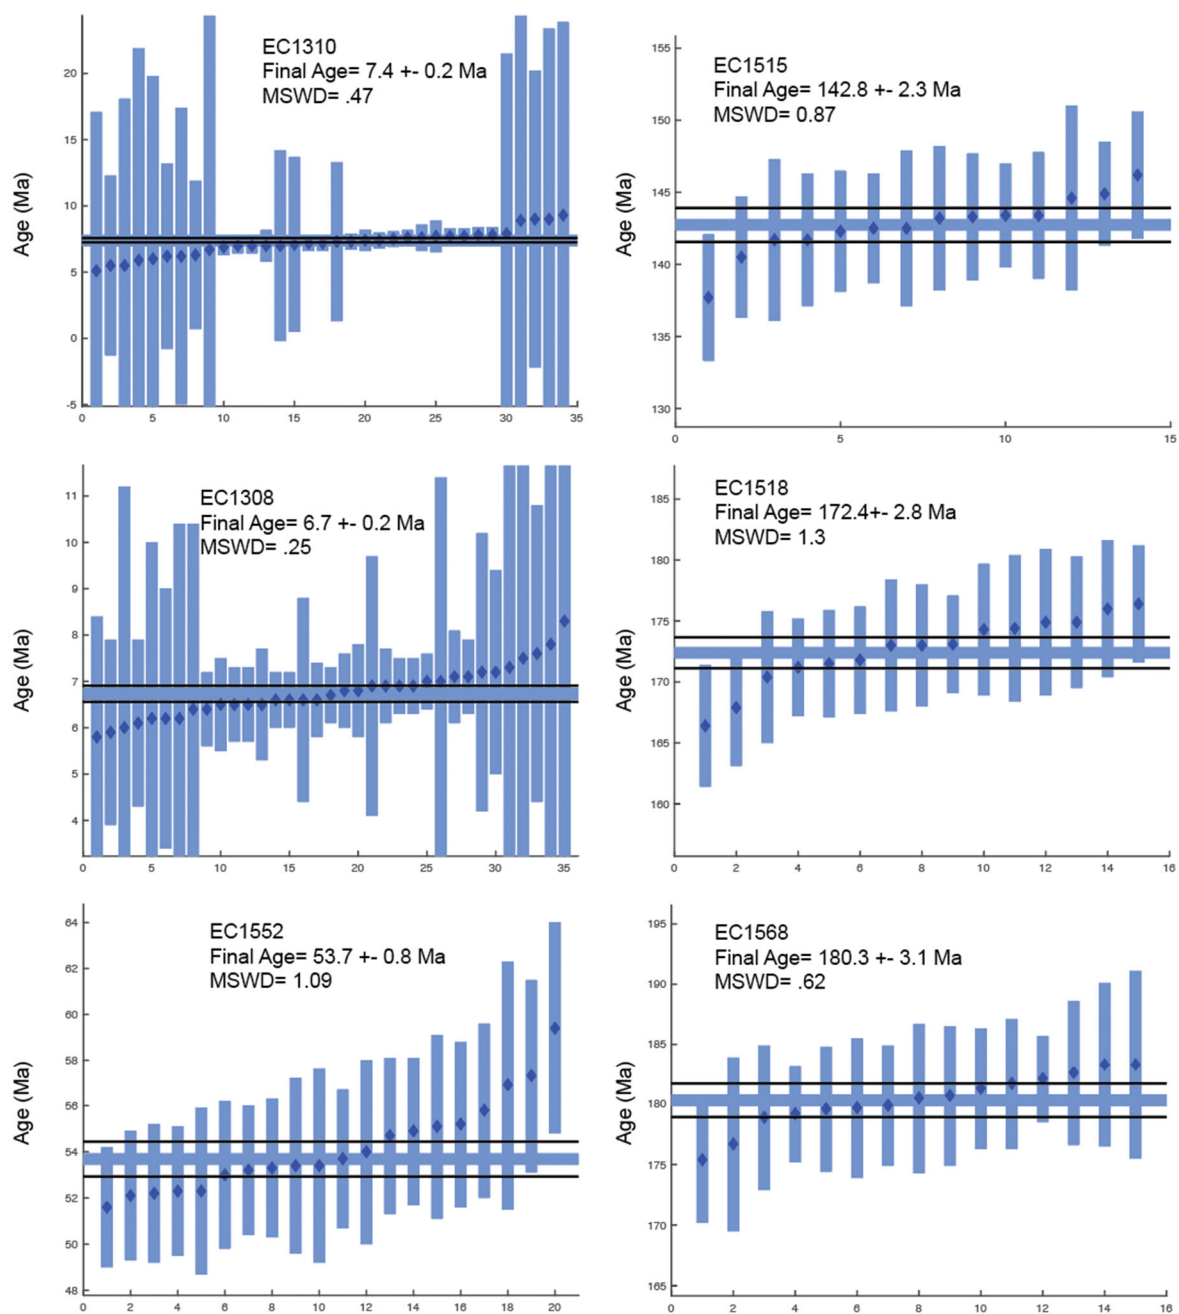 EC1310
Final Age= 7.4 +- 0.2 Ma
MSWD= .47
Age (Ma)
20
15
10
5
0
-5
0 5 10 15 20 25 30 35
EC1515
Final Age= 142.8 +- 2.3 Ma
MSWD= 0.87
Age (Ma)
155
150
145
140
135
130
0 5 10 15
EC1308
Final Age= 6.7 +- 0.2 Ma
MSWD= .25
Age (Ma)
11
10
9
8
7
6
5
4
0 5 10 15 20 25 30 35
EC1518
Final Age= 172.4+- 2.8 Ma
MSWD= 1.3
Age (Ma)
185
180
175
170
165
160
0 2 4 6 8 10 12 14 16
EC1552
Final Age= 53.7 +- 0.8 Ma
MSWD= 1.09
Age (Ma)
64
62
60
58
56
54
52
50
48
0 2 4 6 8 10 12 14 16 18 20
EC1568
Final Age= 180.3 +- 3.1 Ma
MSWD= .62
Age (Ma)
195
190
185
180
175
170
165
0 2 4 6 8 10 12 14 16